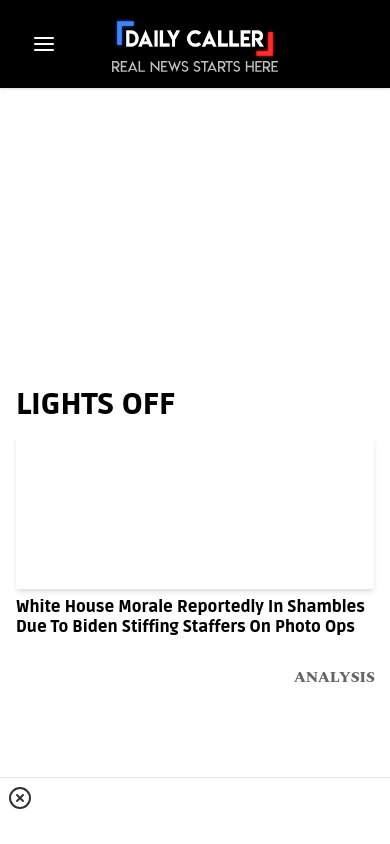 DAILY CALLER
REAL NEWS STARTS HERE
LIGHTS OFF
White House Morale Reportedly In Shambles
Due To Biden Stiffing Staffers On Photo Ops
ANALYSIS